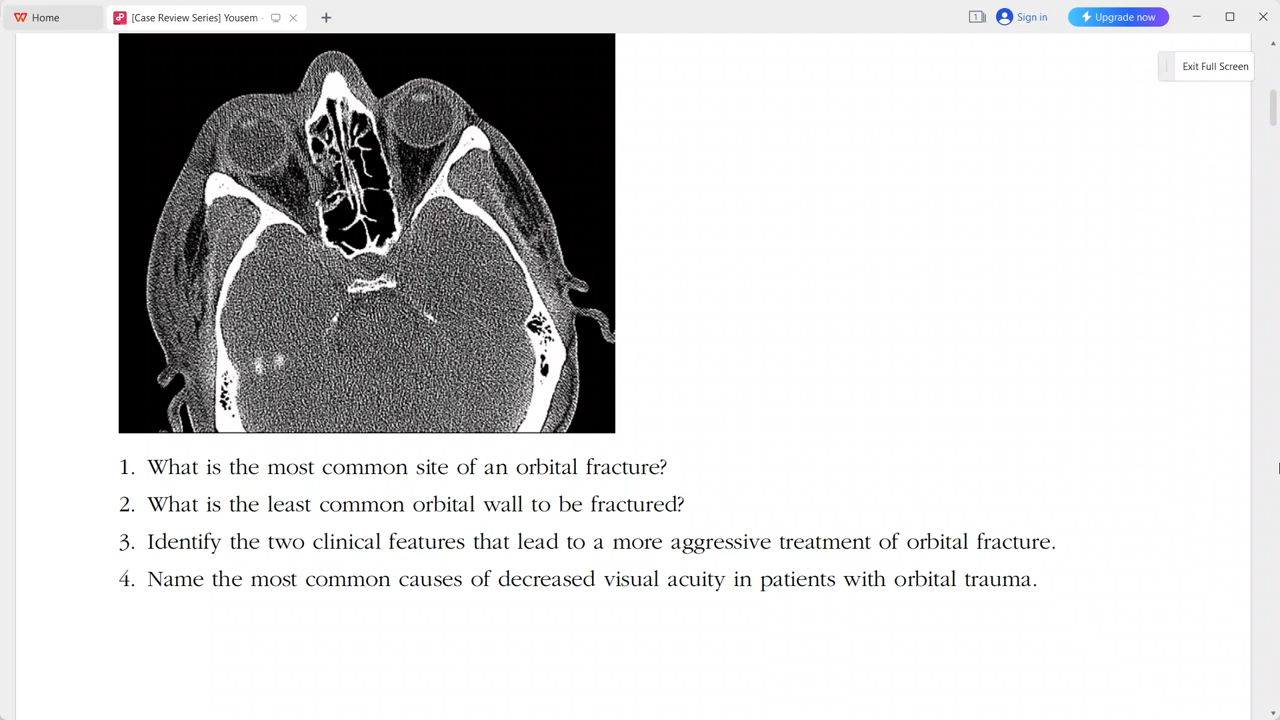 Home
[Case Review Series] Yousem -
1
Sign in
Upgrade now
Exit Full Screen
1. What is the most common site of an orbital fracture?
2. What is the least common orbital wall to be fractured?
3. Identify the two clinical features that lead to a more aggressive treatment of orbital fracture.
4. Name the most common causes of decreased visual acuity in patients with orbital trauma.